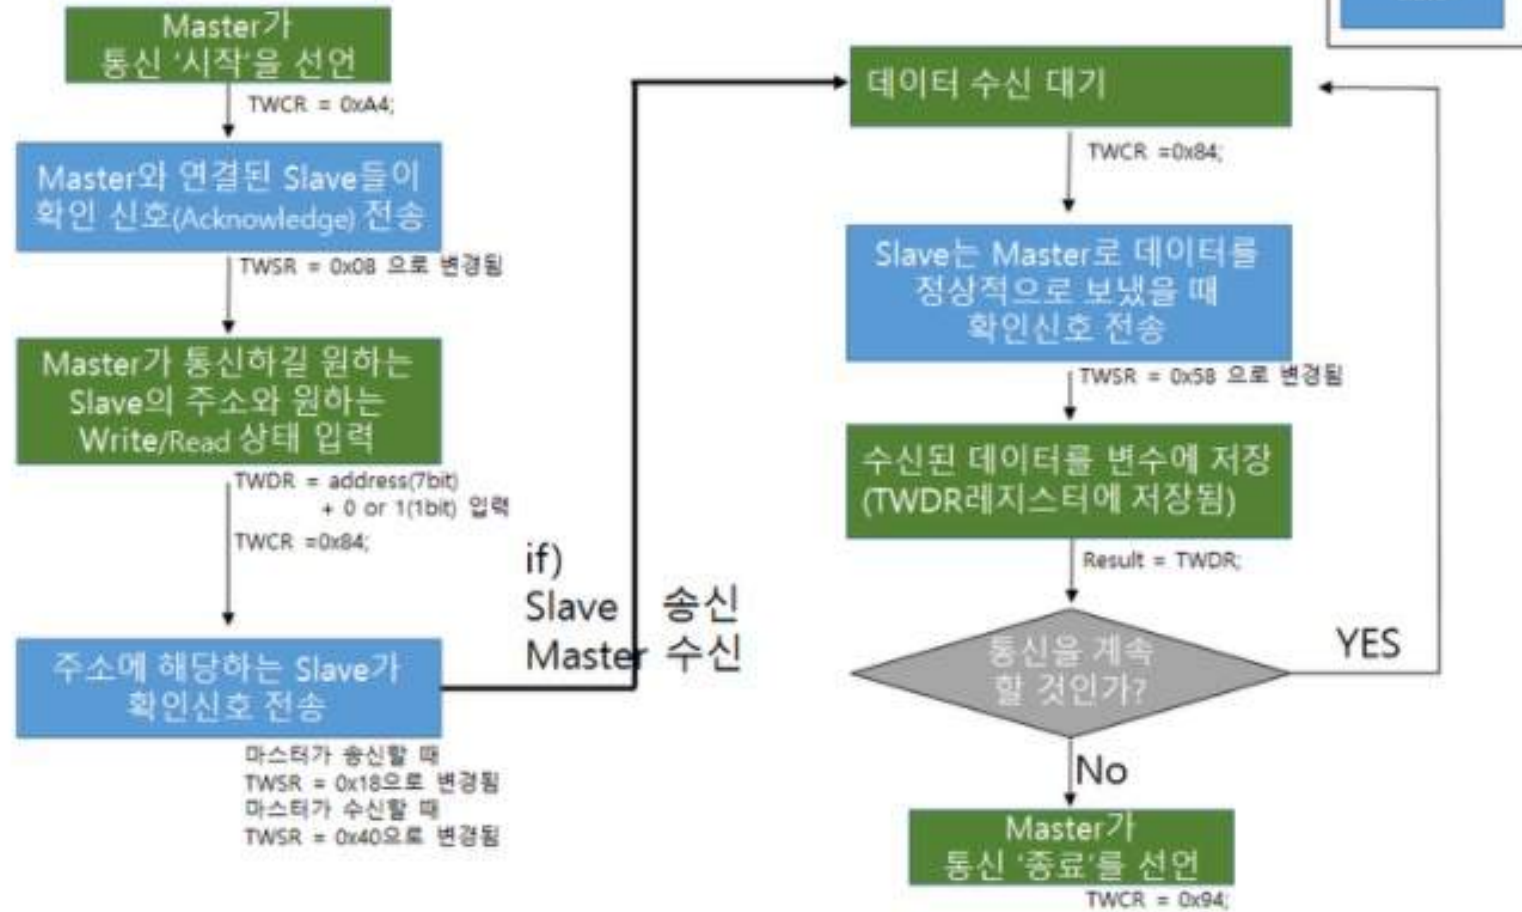 Master가
통신 '시작'을 선언
TWCR = 0xA4;
Master와 연결된 Slave들이
확인 신호(Acknowledge) 전송
TWSR = 0x08 으로 변경됨
Master가 통신하길 원하는
Slave의 주소와 원하는
Write/Read 상태 입력
TWDR = address(7bit)
+ 0 or 1(1bit) 입력
TWCR =0x84;
주소에 해당하는 Slave가
확인신호 전송
마스터가 송신할 때
TWSR = 0x18으로 변경됨
마스터가 수신할 때
TWSR = 0x40으로 변경됨
if)
Slave 송신
Master 수신
데이터 수신 대기
TWCR =0x84;
Slave는 Master로 데이터를
정상적으로 보냈을 때
확인신호 전송
TWSR = 0x58 으로 변경됨
수신된 데이터를 변수에 저장
(TWDR레지스터에 저장됨)
Result = TWDR;
통신을 계속
할 것인가?
YES
No
Master가
통신 '종료'를 선언
TWCR = 0x94;